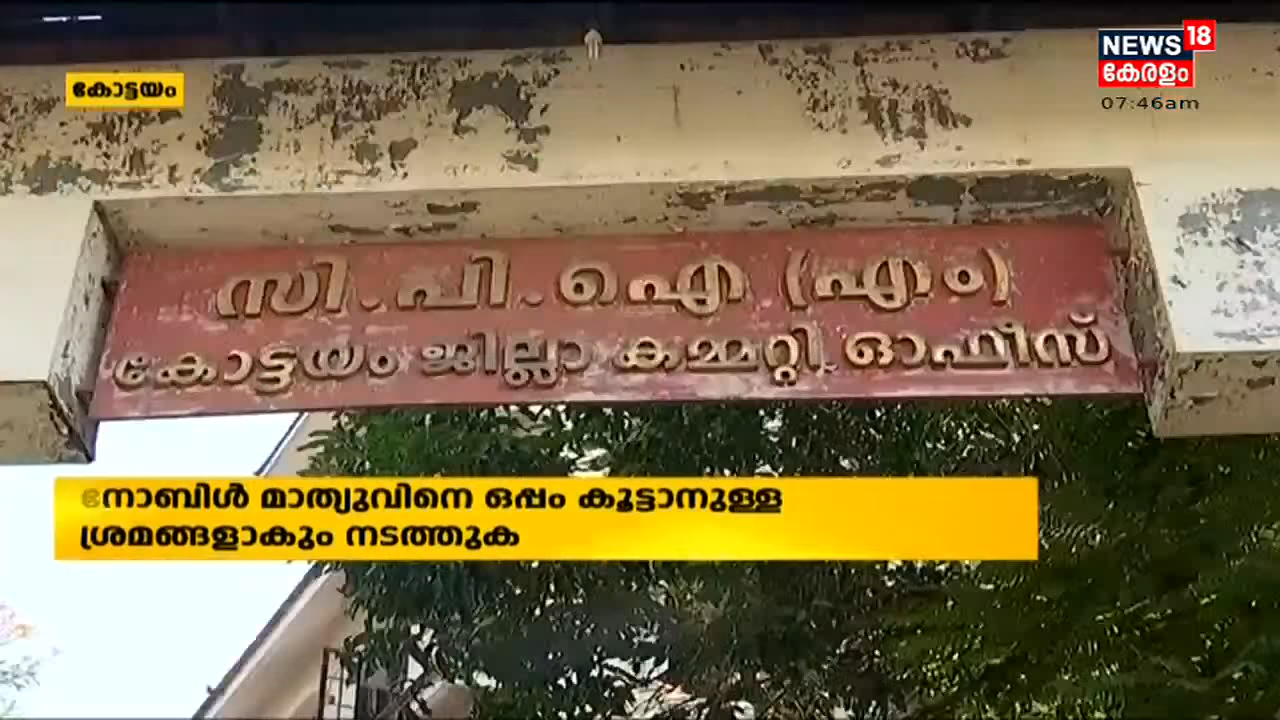 NEWS 18
കേരളം
07:46am
കോട്ടയം
സി.പി.ഐ (എം)
കോട്ടയം ജില്ലാ കമ്മറ്റി ഓഫീസ്
നോബിൾ മാത്യുവിനെ ഒപ്പം കൂട്ടാനുള്ള
ശ്രമങ്ങളാകും നടത്തുക